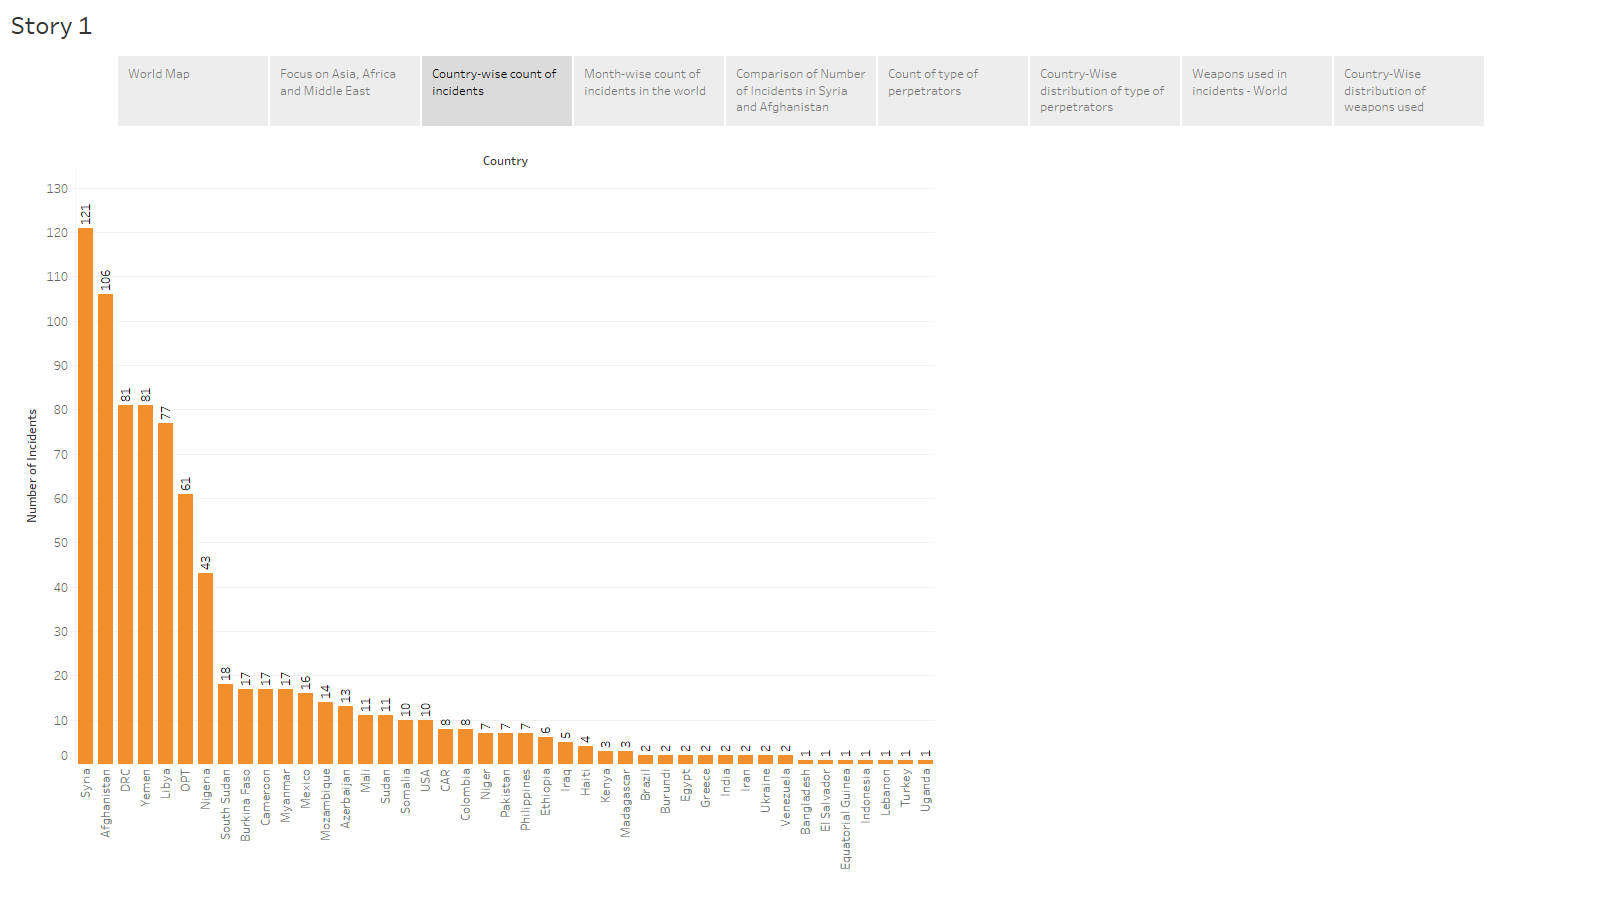 Story 1
World Map
Focus on Asia, Africa
and Middle East
Country-wise count of
incidents
Month-wise count of
incidents in the world
Comparison of Number
of Incidents in Syria
and Afghanistan
Count of type of
perpetrators
Country-Wise
distribution of type of
perpetrators
Weapons used in
incidents - World
Country-Wise
distribution of
weapons used
Country
Number of Incidents
130
120
110
100
90
80
70
60
50
40
30
20
10
0
121
106
81
81
77
61
43
18
17
17
17
16
14
13
11
11
10
10
8
8
7
7
7
6
5
4
3
3
2
2
2
2
2
2
2
2
1
1
1
1
1
1
1
Syria
Afghanistan
DRC
Yemen
Libya
OPT
Nigeria
South Sudan
Burkina Faso
Cameroon
Myanmar
Mexico
Mozambique
Azerbaijan
Mali
Sudan
Somalia
USA
CAR
Colombia
Niger
Pakistan
Philippines
Ethiopia
Iraq
Haiti
Kenya
Madagascar
Brazil
Burundi
Egypt
Greece
India
Iran
Ukraine
Venezuela
Bangladesh
El Salvador
Equatorial Guinea
Indonesia
Lebanon
Turkey
Uganda